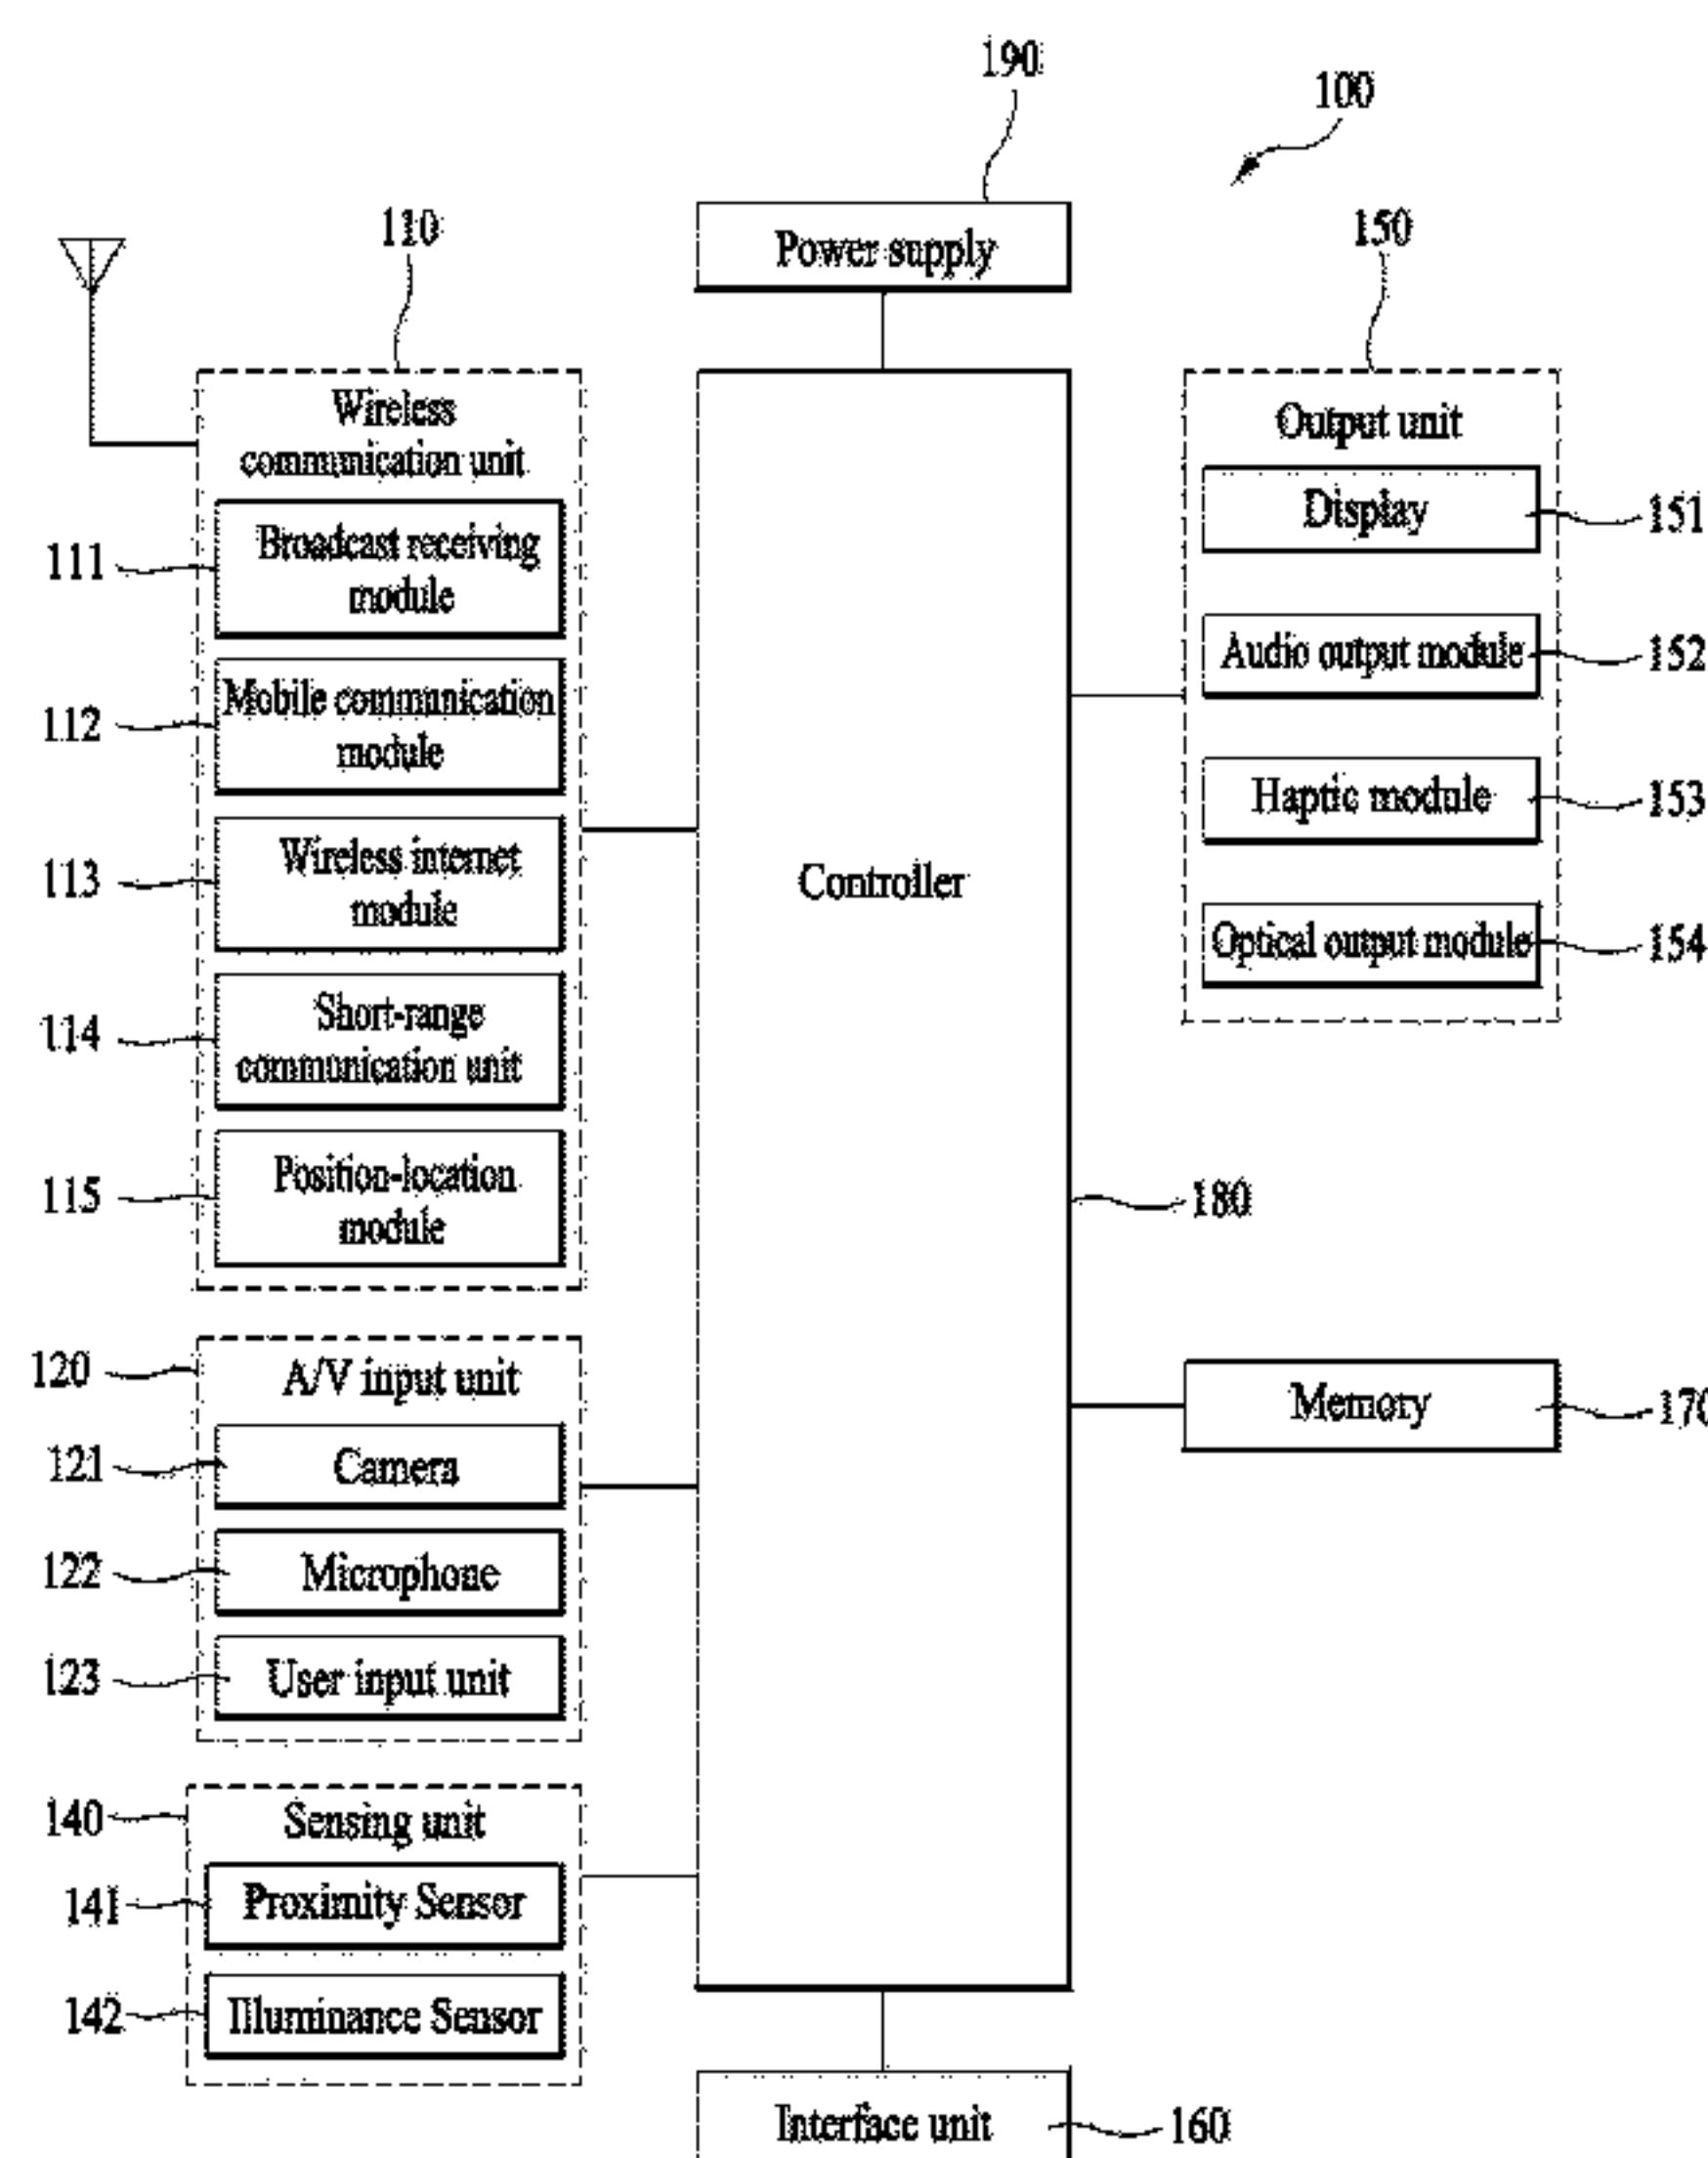 190
100
110
150
Power supply
Wireless
communication unit
Output unit
Display
151
111
Broadcast receiving
module
Audio output module
152
112
Mobile communication
module
Haptic module
153
113
Wireless internet
module
Controller
Optical output module
154
114
Short-range
communication unit
115
Position-location
module
180
120
A/V input unit
Memory
170
121
Camera
122
Microphone
123
User input unit
140
Sensing unit
141
Proximity Sensor
142
Illuminance Sensor
Interface unit
160